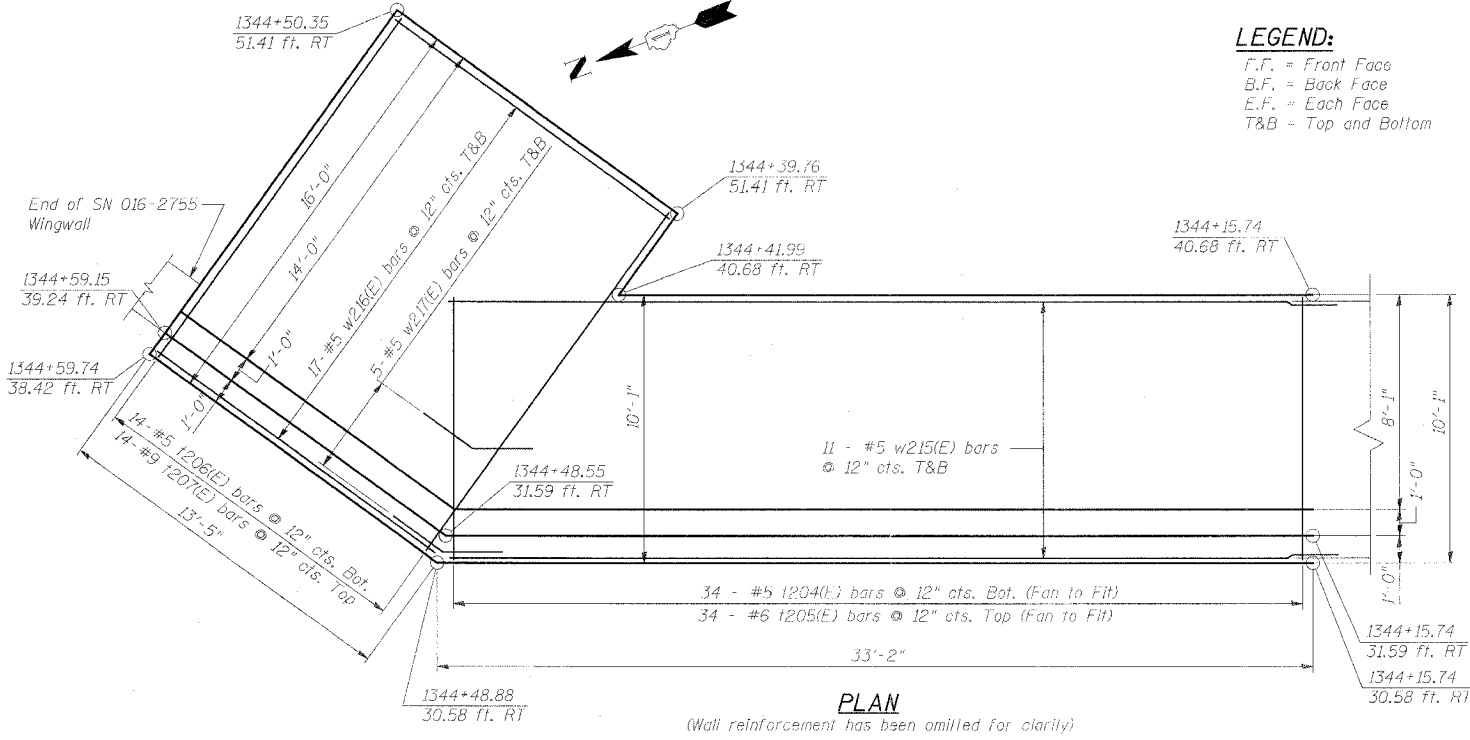 1344+50.35
51.41 ft. RT
N
LEGEND:
F.F. = Front Face
B.F. = Back Face
E.F. = Each Face
T&B = Top and Bottom
1344+39.76
51.41 ft. RT
End of SN 016-2755
Wingwall
16'-0"
14'-0"
17- #5 w216(E) bars @ 12" cts. T&B
5- #5 w217(E) bars @ 12" cts. T&B
1344+41.99
40.68 ft. RT
1344+15.74
40.68 ft. RT
1344+59.15
39.24 ft. RT
1344+59.74
38.42 ft. RT
1'-0"
1'-0"
10'-1"
11 - #5 w215(E) bars
@ 12" cts. T&B
8'-1"
10'-1"
1'-0"
1'-0"
14- #5 t206(E) bars @ 12" cts. Bot.
14- #9 t207(E) bars @ 12" cts. Top
13'-5"
1344+48.55
31.59 ft. RT
34 - #5 t204(E) bars @ 12" cts. Bot. (Fan to Fit)
34 - #6 t205(E) bars @ 12" cts. Top (Fan to Fit)
33'-2"
1344+15.74
31.59 ft. RT
1344+15.74
30.58 ft. RT
1344+48.88
30.58 ft. RT
PLAN
(Wall reinforcement has been omitted for clarity)